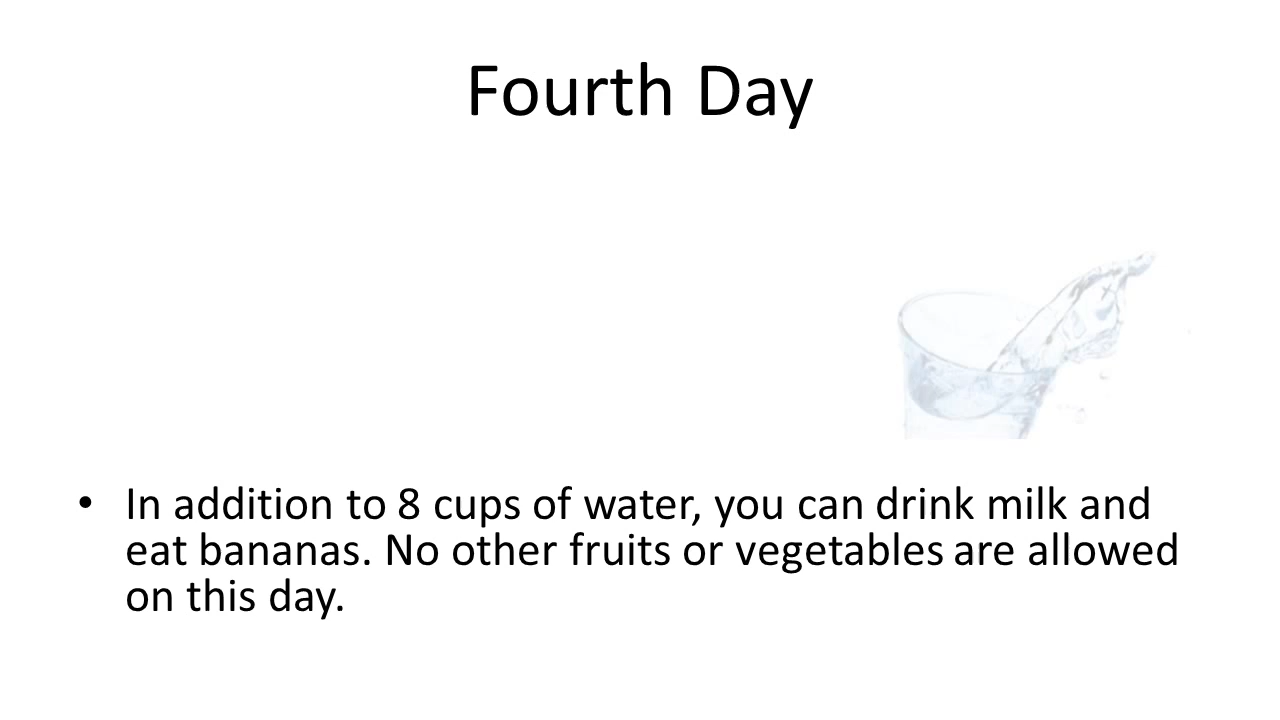 Fourth Day
• In addition to 8 cups of water, you can drink milk and
eat bananas. No other fruits or vegetables are allowed
on this day.